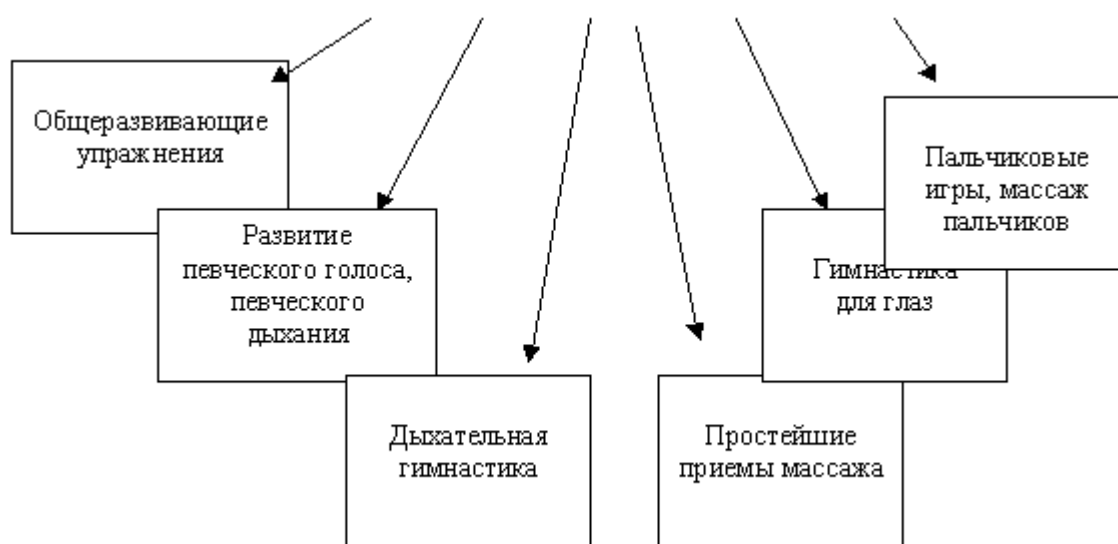 Общеразвивающие
упражнения
Развитие
певческого голоса,
певческого
дыхания
Дыхательная
гимнастика
Простейшие
приемы массажа
Гимнастика
для глаз
Пальчиковые
игры, массаж
пальчиков